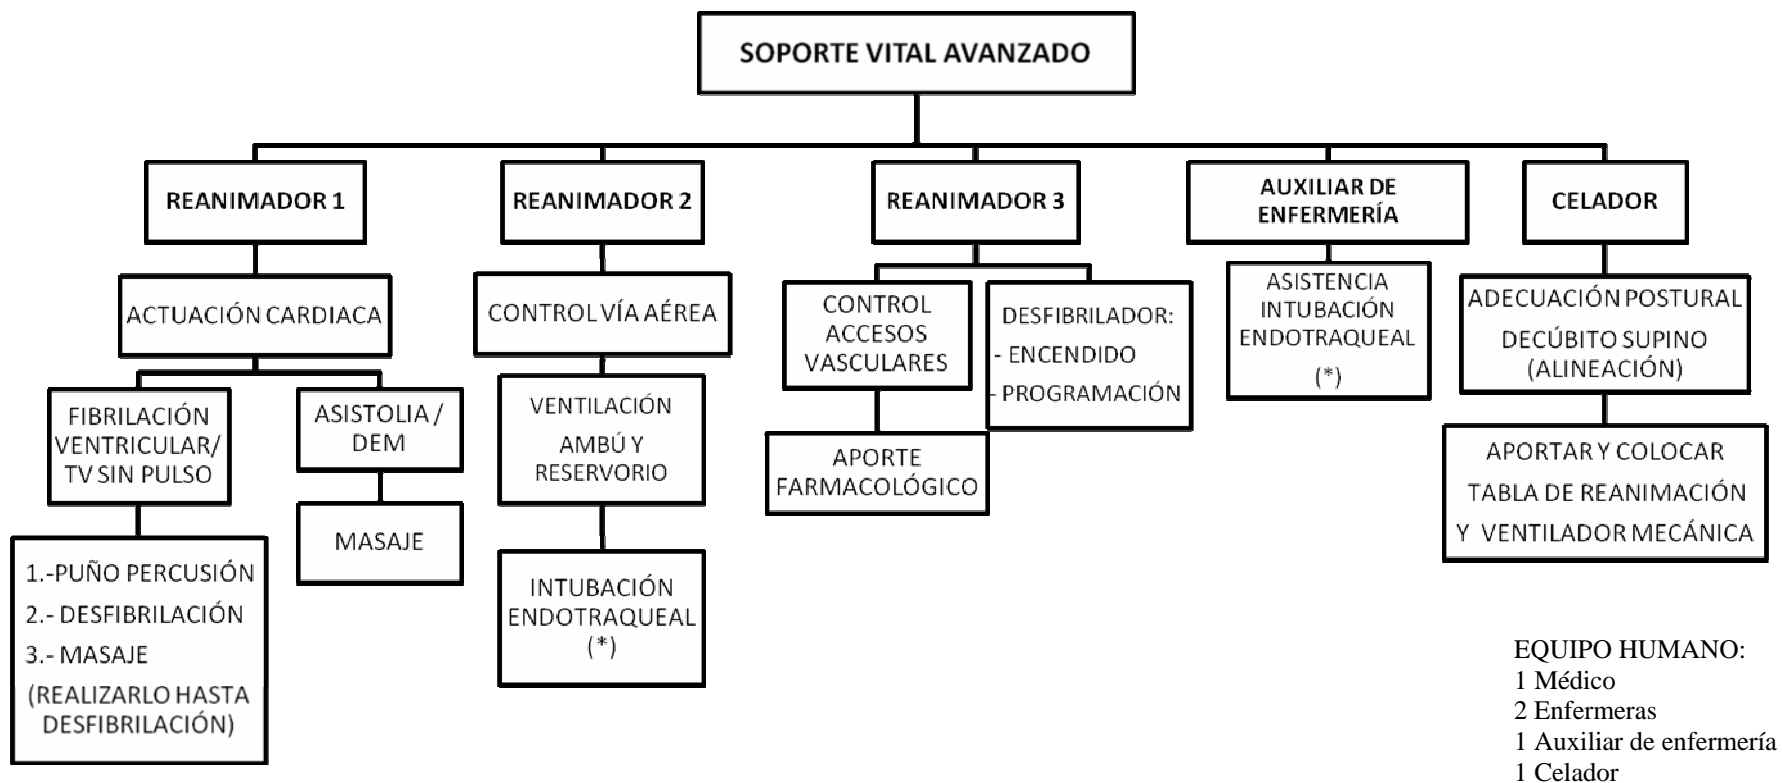 SOPORTE VITAL AVANZADO
REANIMADOR 1
ACTUACIÓN CARDIACA
FIBRILACIÓN
VENTRICULAR/
TV SIN PULSO
1.-PUÑO PERCUSIÓN
2.- DESFIBRILACIÓN
3.- MASAJE
(REALIZARLO HASTA
DESFIBRILACIÓN)
ASISTOLIA /
DEM
MASAJE
REANIMADOR 2
CONTROL VÍA AÉREA
VENTILACIÓN
AMBÚ Y
RESERVORIO
INTUBACIÓN
ENDOTRAQUEAL
(*)
REANIMADOR 3
CONTROL
ACCESOS
VASCULARES
APORTE
FARMACOLÓGICO
DESFIBRILADOR:
- ENCENDIDO
- PROGRAMACIÓN
AUXILIAR DE
ENFERMERÍA
ASISTENCIA
INTUBACIÓN
ENDOTRAQUEAL
(*)
CELADOR
ADECUACIÓN POSTURAL
DECÚBITO SUPINO
(ALINEACIÓN)
APORTAR Y COLOCAR
TABLA DE REANIMACIÓN
Y VENTILADOR MECÁNICA
EQUIPO HUMANO:
1 Médico
2 Enfermeras
1 Auxiliar de enfermería
1 Celador